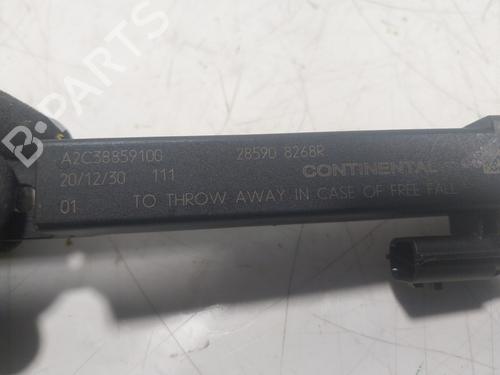 A2C38859100 28590 8268R
20/12/30 111 CONTINENTAL
01 TO THROW AWAY IN CASE OF FREE FALL
B-PARTS